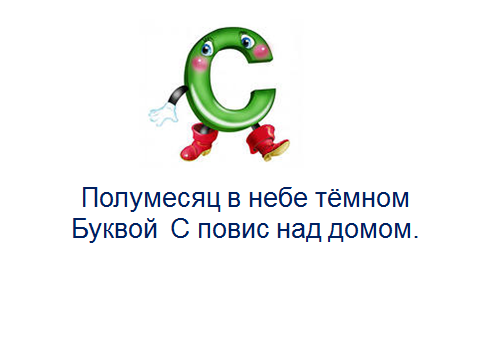 С
Полумесяц в небе тёмном
Буквой С повис над домом.